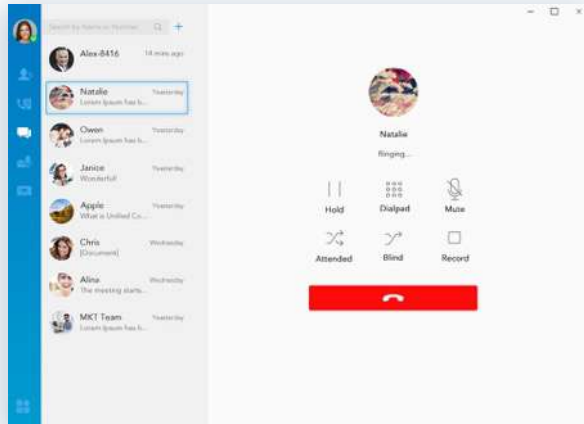 Search by Name or Number
Alex-8416 14 mins ago
Natalie Yesterday
Lorem Ipsum has b...
Owen Yesterday
Lorem Ipsum has b...
Janice Yesterday
Wonderful!
Apple Yesterday
What is Unified Co...
Chris Wednesday
[Document]
Alina Wednesday
The meeting starts...
MKT Team Yesterday
Lorem Ipsum has b...
Natalie
Ringing...
Hold Dialpad Mute
Attended Blind Record